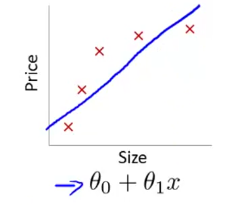 Price
Size
→ θ₀ + θ₁x